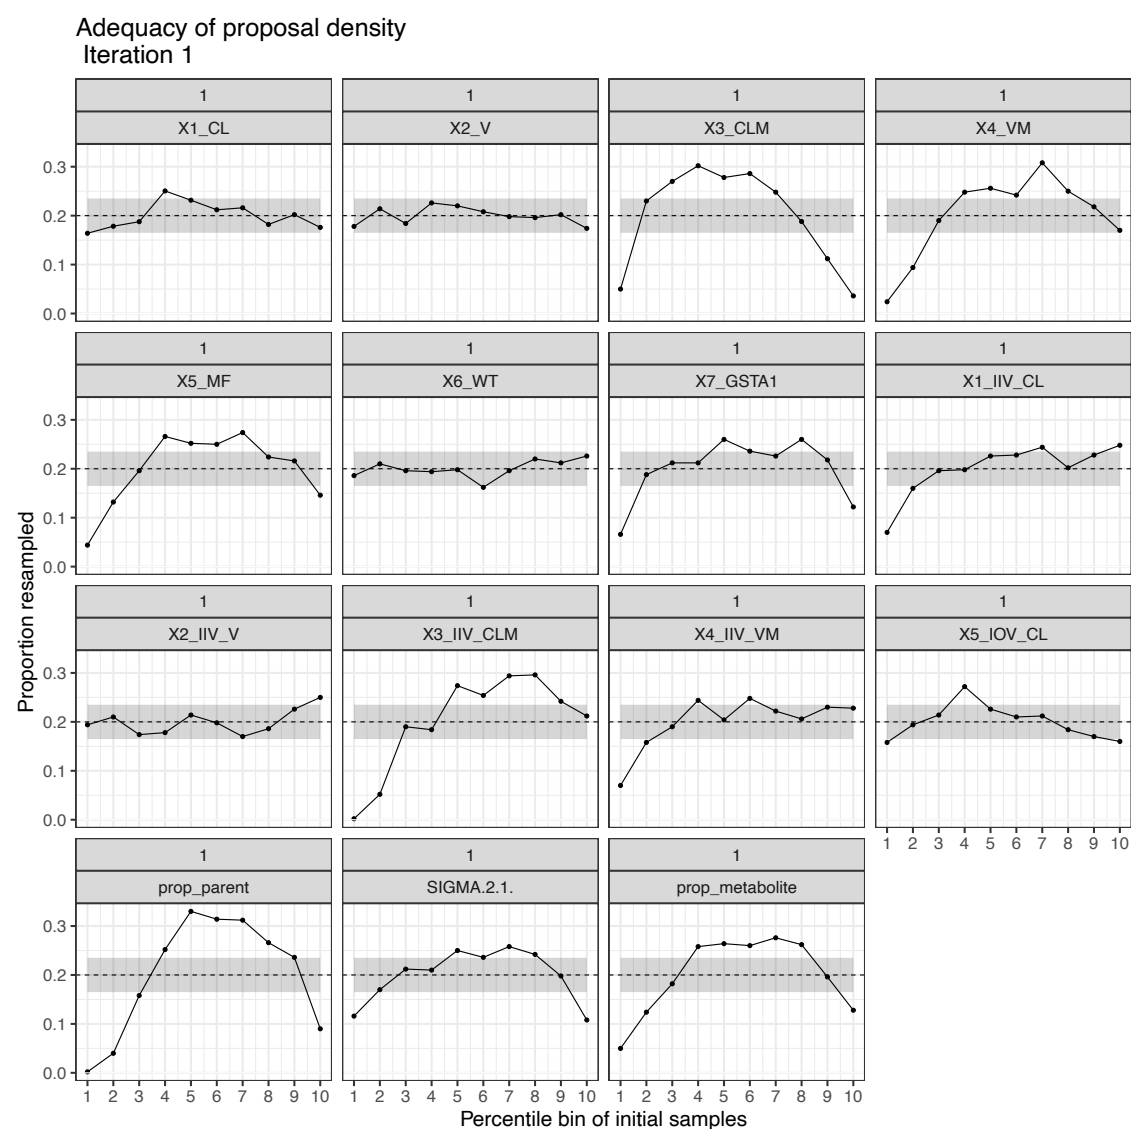 Adequacy of proposal density
Iteration 1
1 1 1 1
X1_CL X2_V X3_CLM X4_VM
0.3
0.2
0.1
0.0
1 1 1 1
X5_MF X6_WT X7_GSTA1 X1_IIV_CL
0.3
0.2
0.1
0.0
Proportion resampled
1 1 1 1
X2_IIV_V X3_IIV_CLM X4_IIV_VM X5_IOV_CL
0.3
0.2
0.1
0.0
1 2 3 4 5 6 7 8 9 10
1 1 1
prop_parent SIGMA.2.1. prop_metabolite
0.3
0.2
0.1
0.0
1 2 3 4 5 6 7 8 9 10 1 2 3 4 5 6 7 8 9 10 1 2 3 4 5 6 7 8 9 10
Percentile bin of initial samples